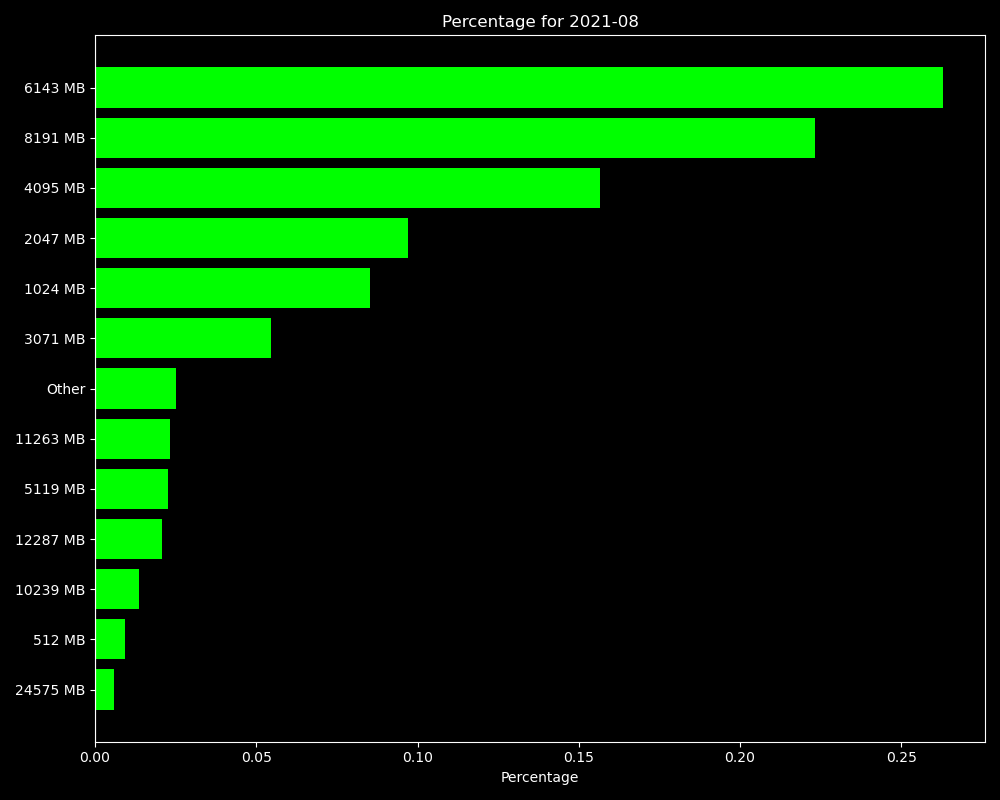 Percentage for 2021-08
6143 MB
8191 MB
4095 MB
2047 MB
1024 MB
3071 MB
Other
11263 MB
5119 MB
12287 MB
10239 MB
512 MB
24575 MB
0.00 0.05 0.10 0.15 0.20 0.25
Percentage